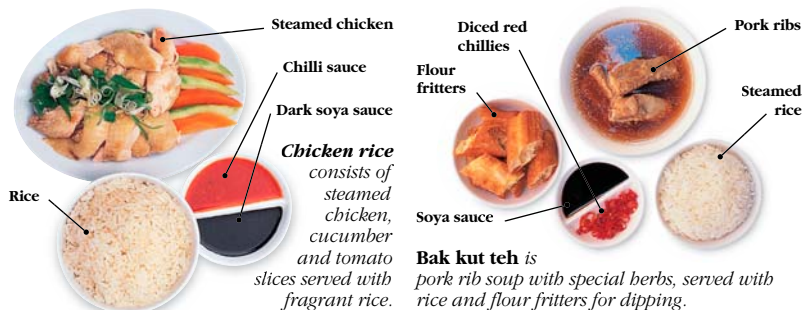 Steamed chicken
Chilli sauce
Dark soya sauce
Rice
Chicken rice
consists of
steamed
chicken,
cucumber
and tomato
slices served with
fragrant rice.
Diced red
chillies
Pork ribs
Flour
fritters
Steamed
rice
Soya sauce
Bak kut teh is
pork rib soup with special herbs, served with
rice and flour fritters for dipping.